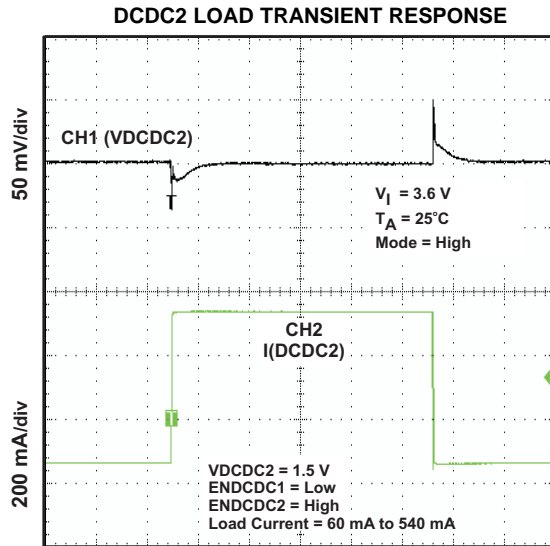 DCDC2 LOAD TRANSIENT RESPONSE
50 mV/div
CH1 (VDCDC2)
T
VI = 3.6 V
TA = 25°C
Mode = High
CH2
I(DCDC2)
200 mA/div
T
VDCDC2 = 1.5 V
ENDCDC1 = Low
ENDCDC2 = High
Load Current = 60 mA to 540 mA